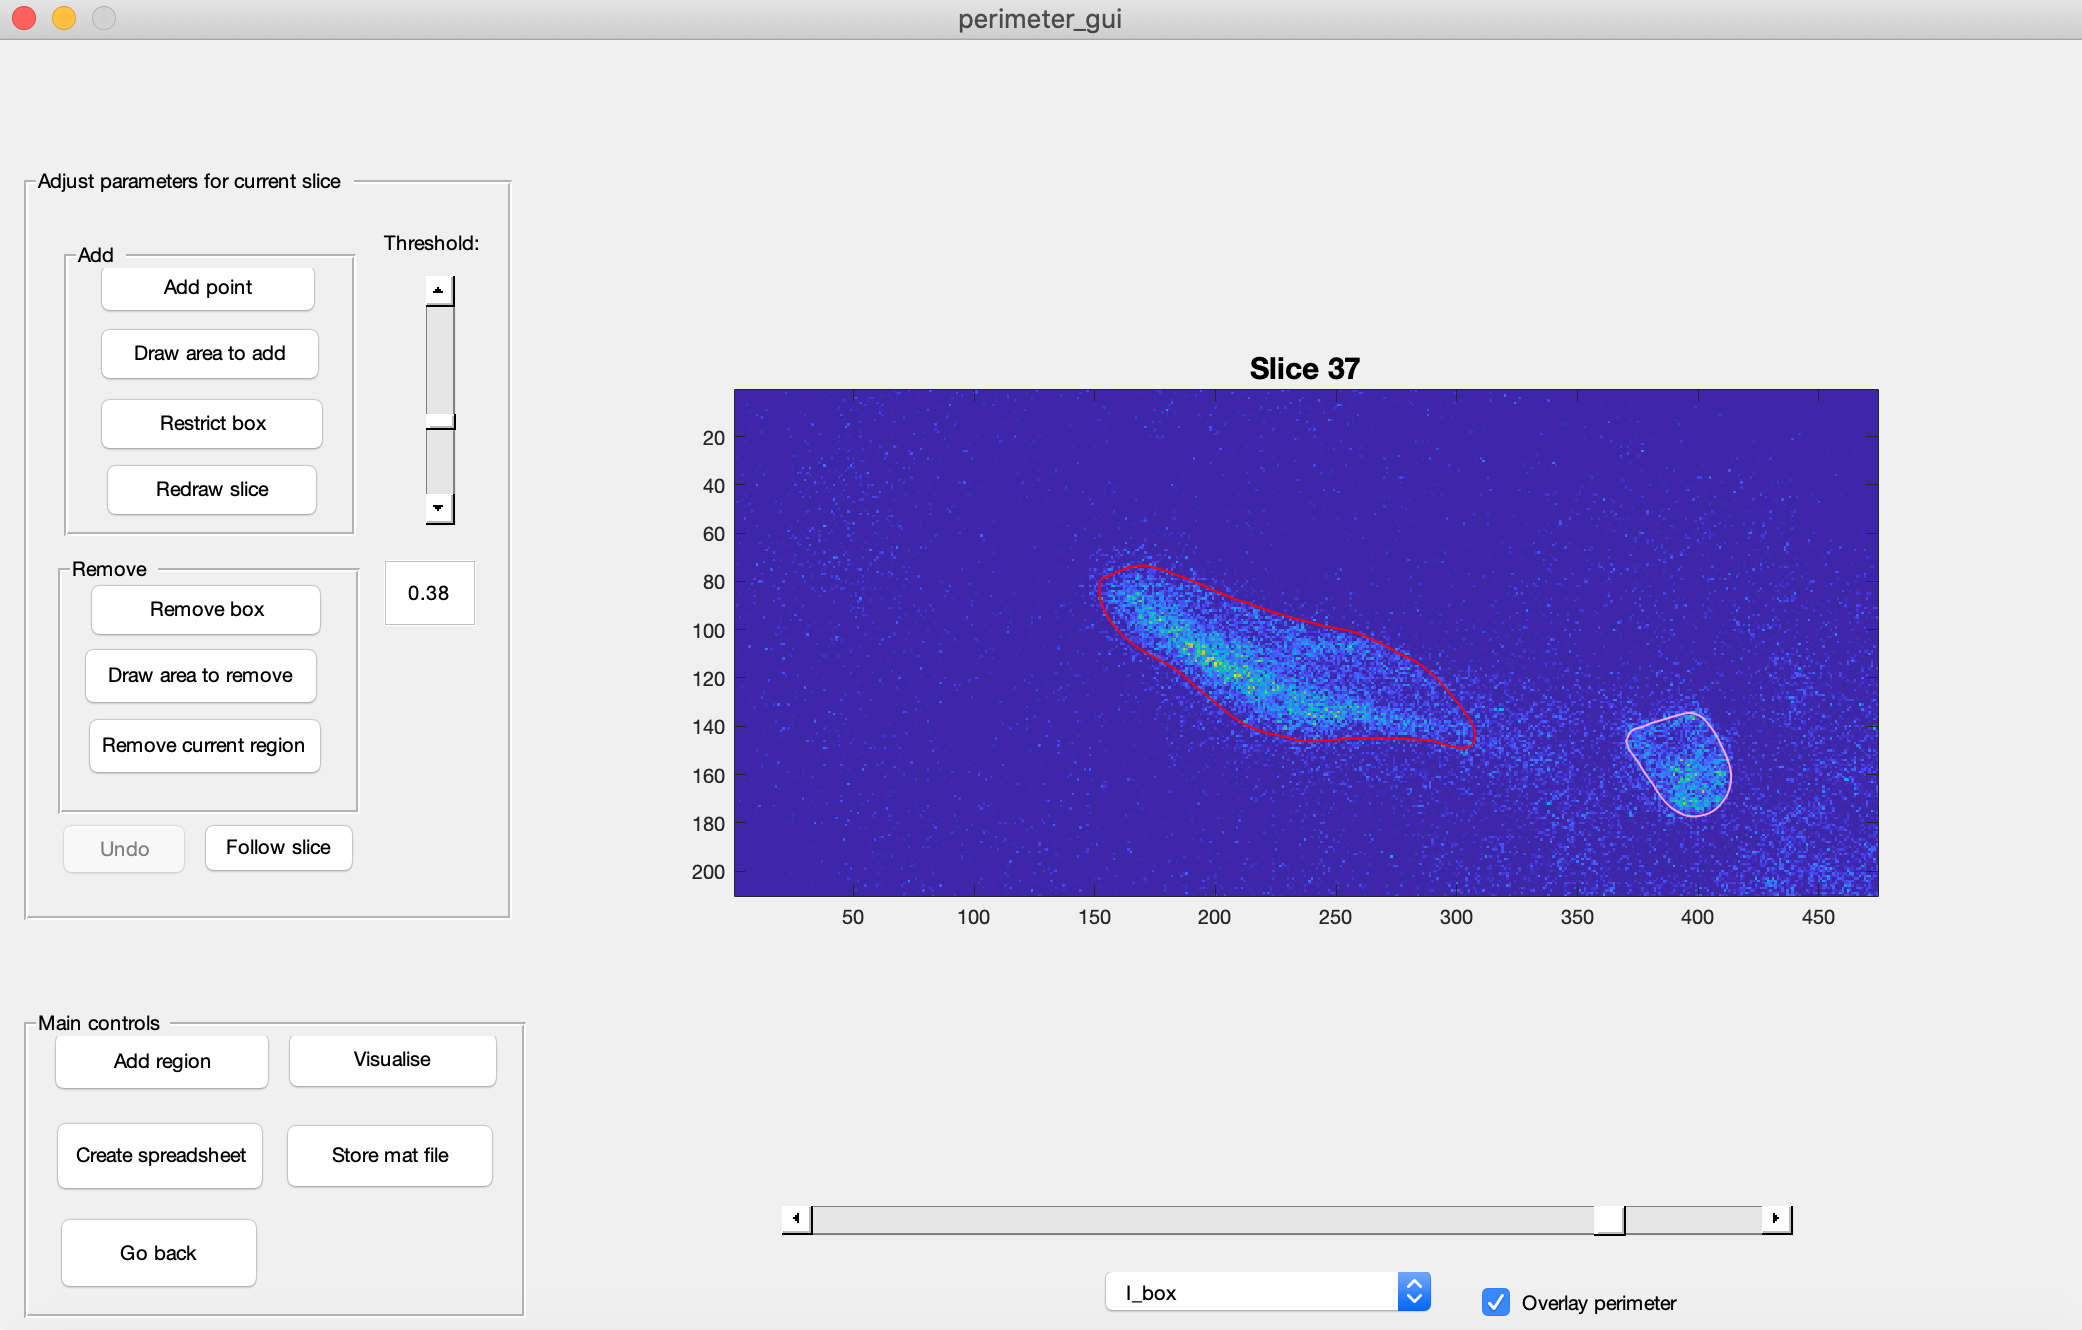 perimeter_gui
Adjust parameters for current slice
Add
Add point
Draw area to add
Restrict box
Redraw slice
Threshold:
0.38
Remove
Remove box
Draw area to remove
Remove current region
Undo
Follow slice
Main controls
Add region
Visualise
Create spreadsheet
Store mat file
Go back
Slice 37
20
40
60
80
100
120
140
160
180
200
50 100 150 200 250 300 350 400 450
I_box
Overlay perimeter